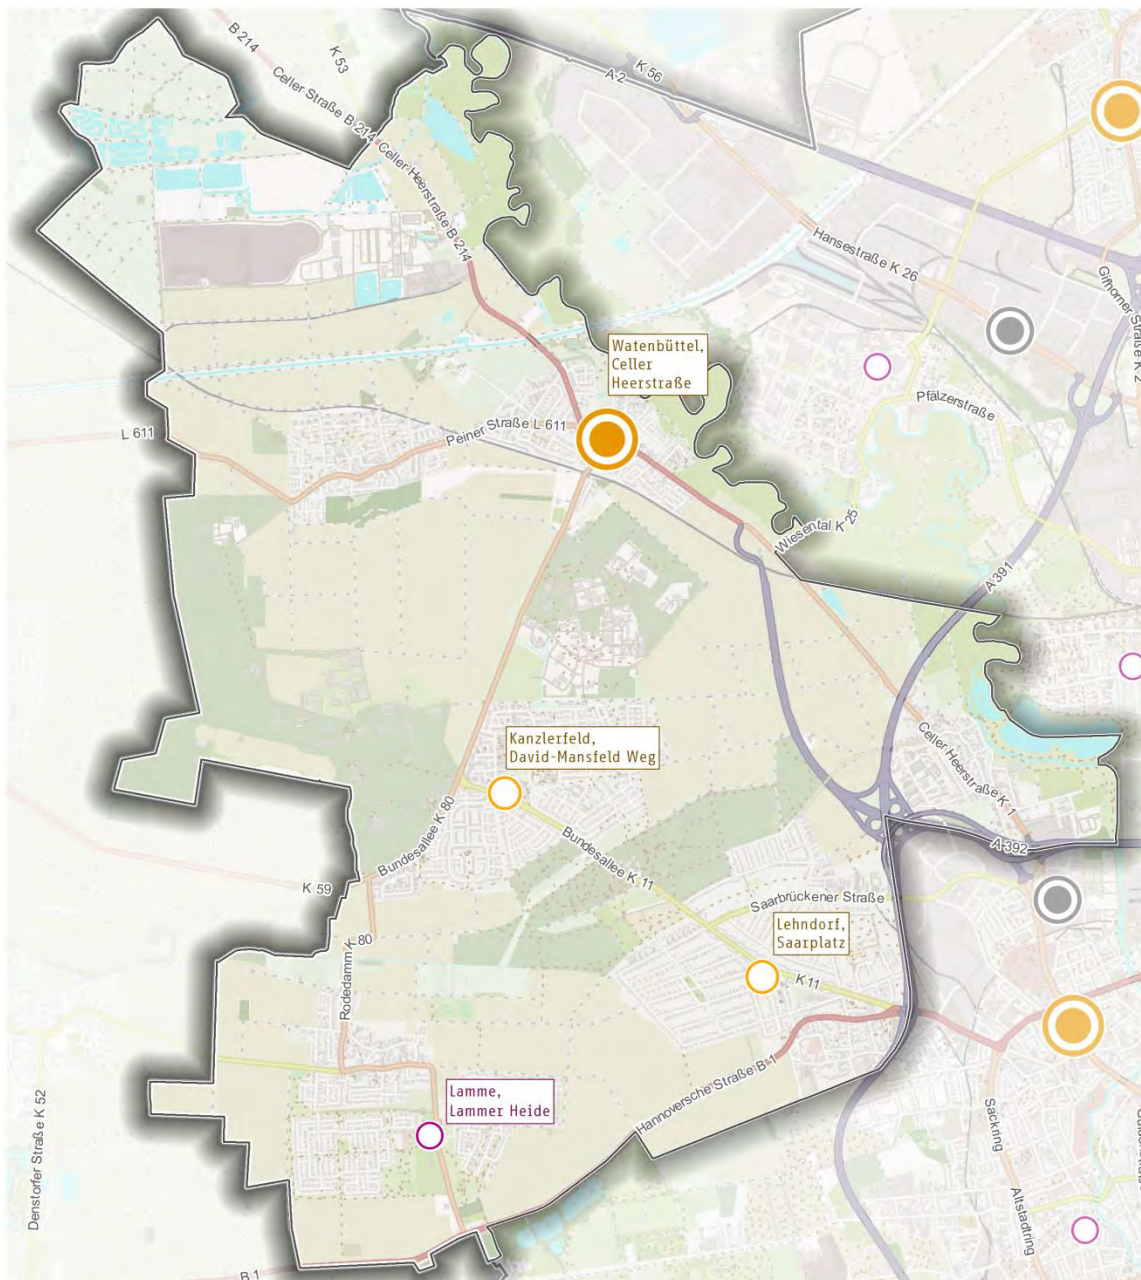 B 214
K 53
Celler Straße B 214
K 56
A 2
Celler Heerstraße B 214
Hansestraße K 26
Gifhorner Straße K 2
Watenbüttel,
Celler
Heerstraße
Pfälzerstraße
L 611
Peiner Straße L 611
Wiesental K 25
A 391
Kanzlerfeld,
David-Mansfeld Weg
Celler Heerstraße K 1
Bundesallee K 80
Bundesallee K 11
A 392
K 59
Saarbrückener Straße
Lehndorf,
Saarplatz
Rodedamm K 80
K 11
Lamme,
Lammer Heide
Hannoversche Straße B 1
Denstorfer Straße K 52
Sackring
Altstadtring
B 1